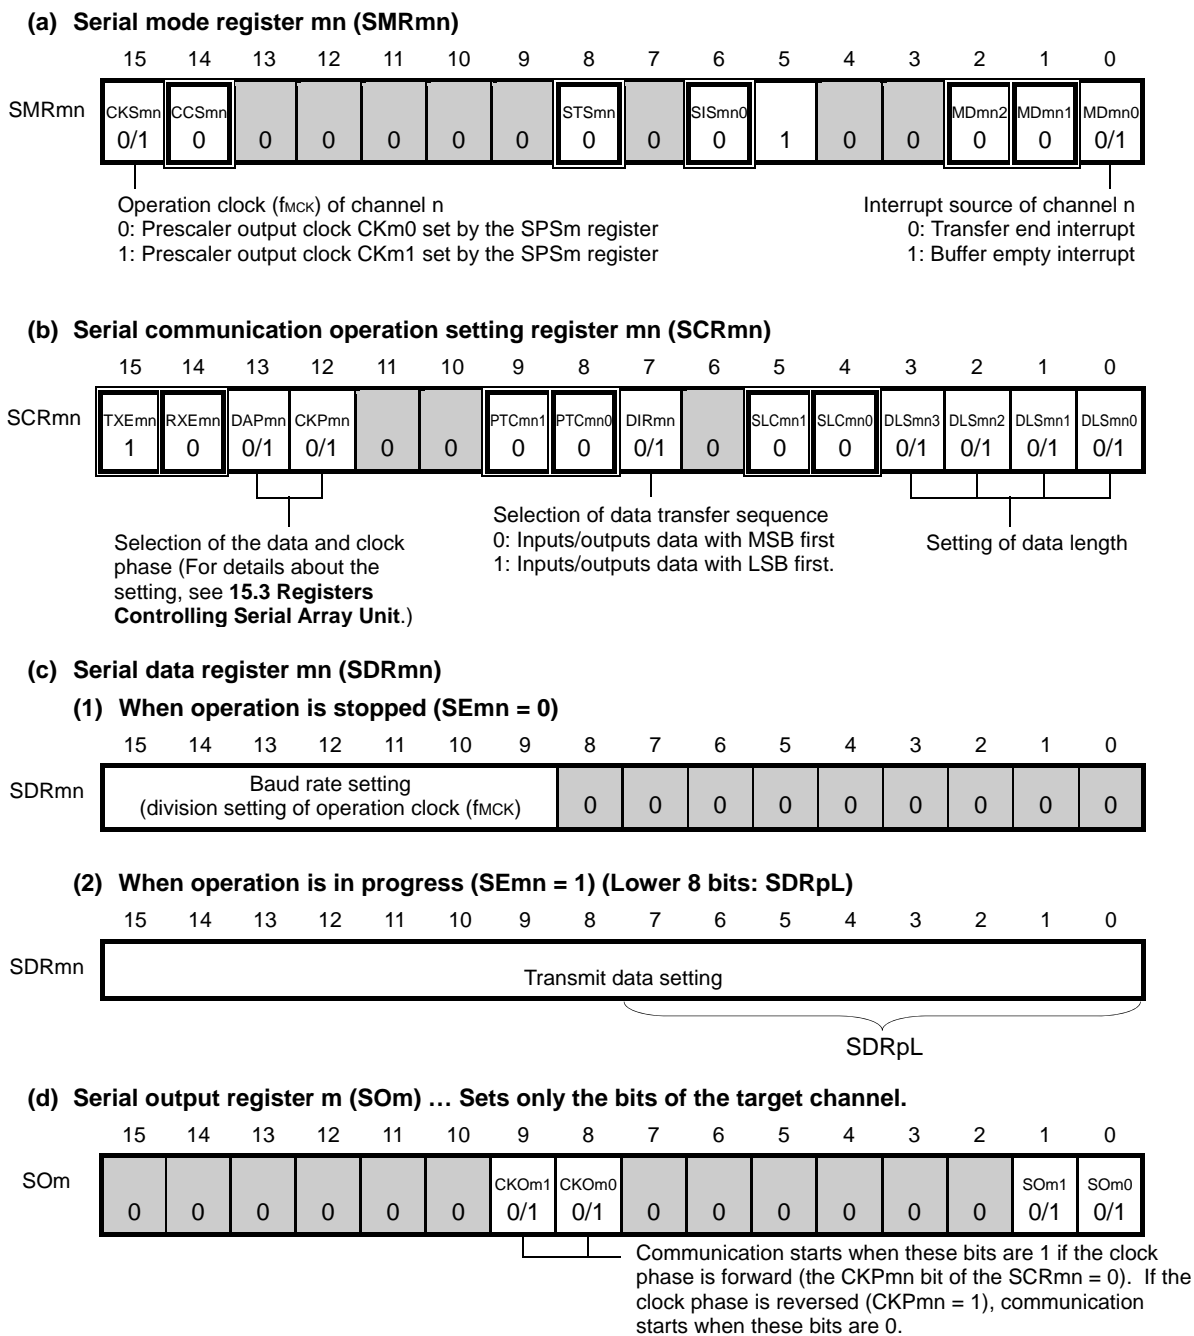 (a) Serial mode register mn (SMRmn)
15 14 13 12 11 10 9 8 7 6 5 4 3 2 1 0
SMRmn
CKSmn CCSmn STSmn SISmn0 MDmn2 MDmn1 MDmn0
0/1 0 0 0 0 0 0 0 0 0 1 0 0 0 0 0/1
Operation clock (fMCK) of channel n
0: Prescaler output clock CKm0 set by the SPSm register
1: Prescaler output clock CKm1 set by the SPSm register
Interrupt source of channel n
0: Transfer end interrupt
1: Buffer empty interrupt
(b) Serial communication operation setting register mn (SCRmn)
15 14 13 12 11 10 9 8 7 6 5 4 3 2 1 0
SCRmn
TXEmn RXEmn DAPmn CKPmn PTCmn1 PTCmn0 DIRmn SLCmn1 SLCmn0 DLSmn3 DLSmn2 DLSmn1 DLSmn0
1 0 0/1 0/1 0 0 0 0 0/1 0 0 0 0/1 0/1 0/1 0/1
Selection of the data and clock
phase (For details about the
setting, see 15.3 Registers
Controlling Serial Array Unit.)
Selection of data transfer sequence
0: Inputs/outputs data with MSB first
1: Inputs/outputs data with LSB first.
Setting of data length
(c) Serial data register mn (SDRmn)
(1) When operation is stopped (SEmn = 0)
15 14 13 12 11 10 9 8 7 6 5 4 3 2 1 0
SDRmn
Baud rate setting
(division setting of operation clock (fMCK)
0 0 0 0 0 0 0 0 0
(2) When operation is in progress (SEmn = 1) (Lower 8 bits: SDRpL)
15 14 13 12 11 10 9 8 7 6 5 4 3 2 1 0
SDRmn
Transmit data setting
SDRpL
(d) Serial output register m (SOm) … Sets only the bits of the target channel.
15 14 13 12 11 10 9 8 7 6 5 4 3 2 1 0
SOm
CKOm1 CKOm0 SOm1 SOm0
0 0 0 0 0 0 0/1 0/1 0 0 0 0 0 0 0/1 0/1
Communication starts when these bits are 1 if the clock
phase is forward (the CKPmn bit of the SCRmn = 0). If the
clock phase is reversed (CKPmn = 1), communication
starts when these bits are 0.